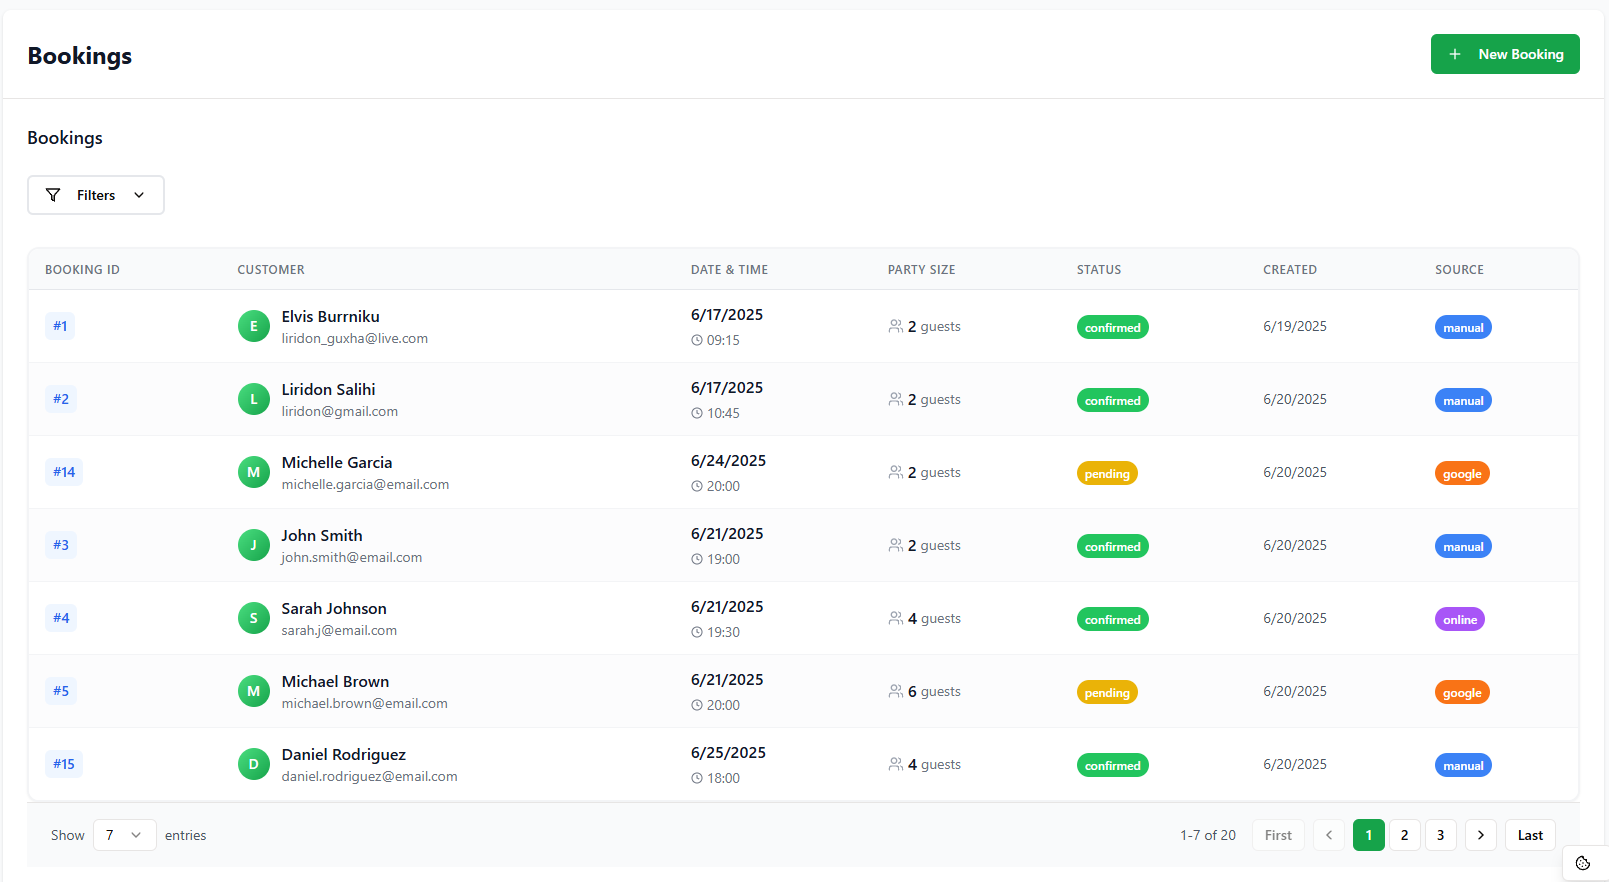 Bookings
New Booking
Bookings
Filters
BOOKING ID CUSTOMER DATE & TIME PARTY SIZE STATUS CREATED SOURCE
#1 E Elvis Burrniku 6/17/2025 2 guests confirmed 6/19/2025 manual
liridon_guxha@live.com 09:15
#2 L Liridon Salihi 6/17/2025 2 guests confirmed 6/20/2025 manual
liridon@gmail.com 10:45
#14 M Michelle Garcia 6/24/2025 2 guests pending 6/20/2025 google
michelle.garcia@email.com 20:00
#3 J John Smith 6/21/2025 2 guests confirmed 6/20/2025 manual
john.smith@email.com 19:00
#4 S Sarah Johnson 6/21/2025 4 guests confirmed 6/20/2025 online
sarah.j@email.com 19:30
#5 M Michael Brown 6/21/2025 6 guests pending 6/20/2025 google
michael.brown@email.com 20:00
#15 D Daniel Rodriguez 6/25/2025 4 guests confirmed 6/20/2025 manual
daniel.rodriguez@email.com 18:00
Show 7 entries 1-7 of 20 First 1 2 3 Last